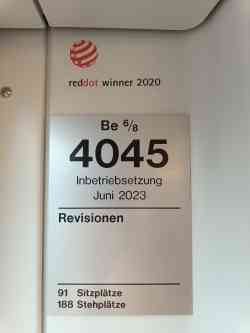 reddot winner 2020
Be 6/8
4045
Inbetriebsetzung
Juni 2023
Revisionen
91 Sitzplätze
188 Stehplätze